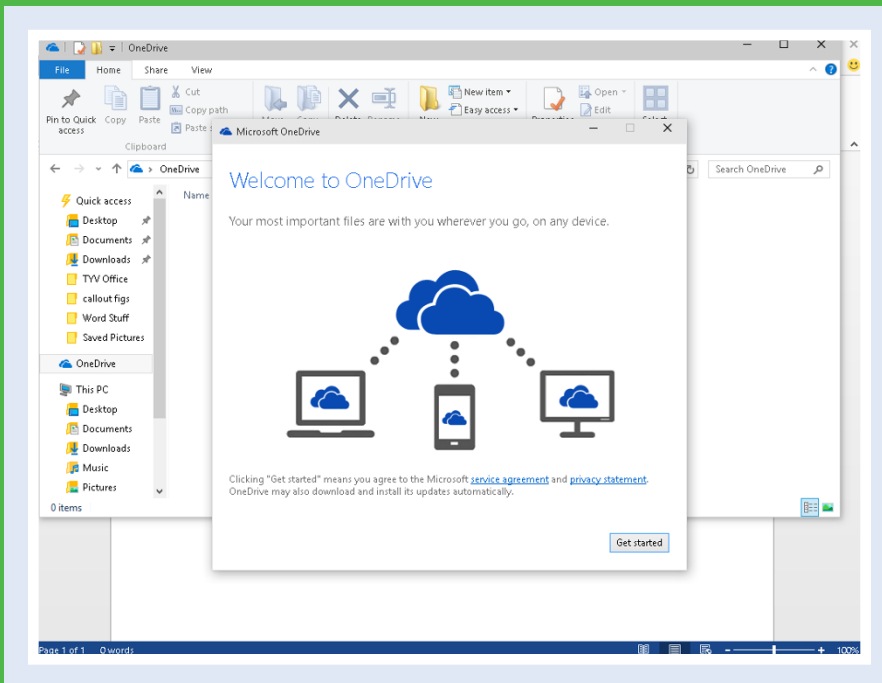 OneDrive
File Home Share View
Pin to Quick access
Copy
Paste
Cut
Copy path
Paste
Delete
New item
Easy access
Open
Edit
Clipboard
OneDrive
Search OneDrive
Name
Quick access
Desktop
Documents
Downloads
TYV Office
callout figs
Word Stuff
Saved Pictures
OneDrive
This PC
Desktop
Documents
Downloads
Music
Pictures
0 items
Microsoft OneDrive
Welcome to OneDrive
Your most important files are with you wherever you go, on any device.
Clicking "Get started" means you agree to the Microsoft service agreement and privacy statement.
OneDrive may also download and install its updates automatically.
Get started
Page 1 of 1 0 words
100%